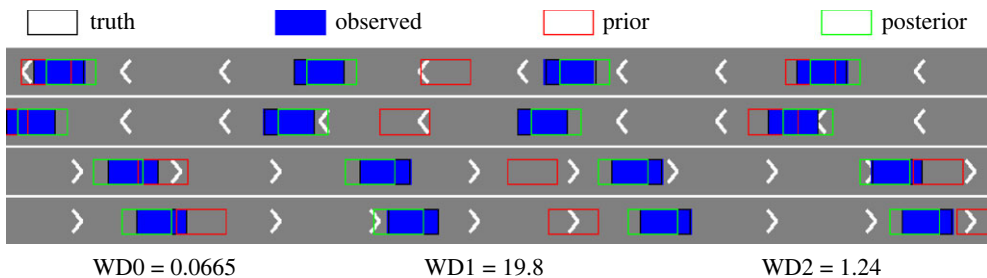 truth observed prior posterior
WD0 = 0.0665 WD1 = 19.8 WD2 = 1.24